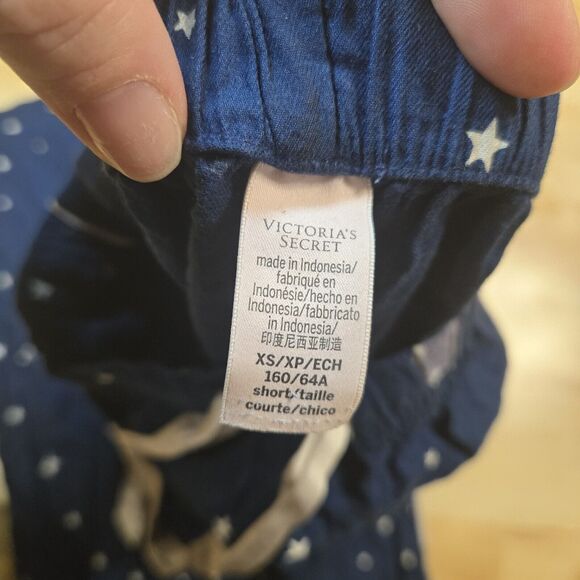 VICTORIA'S
SECRET
made in Indonesia/
fabriqué en
Indonésie/hecho en
Indonesia/fabbricato
in Indonesia/
印度尼西亚制造
XS/XP/ECH
160/64A
short/taille
courte/chico